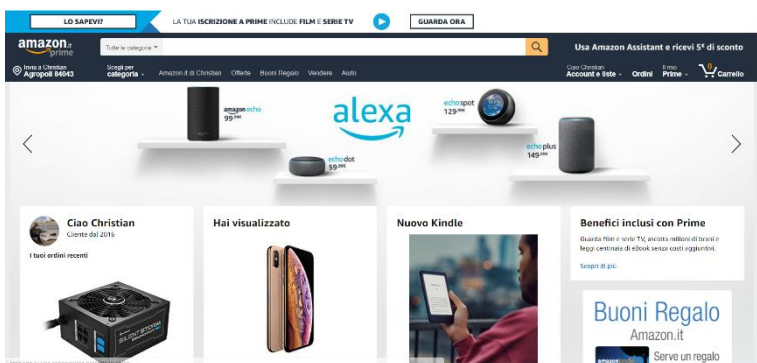 LO SAPEVI?
LA TUA ISCRIZIONE A PRIME INCLUDE FILM E SERIE TV
GUARDA ORA
amazon.it
prime
Tutte le categorie
Usa Amazon Assistant e ricevi 5€ di sconto
Invia a Christian
Agropoli 84043
Scegli per
categoria
Amazon.it di Christian Offerte Buoni Regalo Vendere Aiuto
Ciao Christian
Account e liste
Ordini
Il mio
Prime
0
Carrello
amazon echo
99,99€
echo dot
59,99€
alexa
echo spot
129,99€
echo plus
149,99€
Ciao Christian
Cliente dal 2016
I tuoi ordini recenti
SILENT STORM
Hai visualizzato
Nuovo Kindle
Benefici inclusi con Prime
Guarda film e serie TV, ascolta milioni di brani e
leggi centinaia di eBook senza costi aggiuntivi.
Scopri di più
Buoni Regalo
Amazon.it
Serve un regalo
amazon